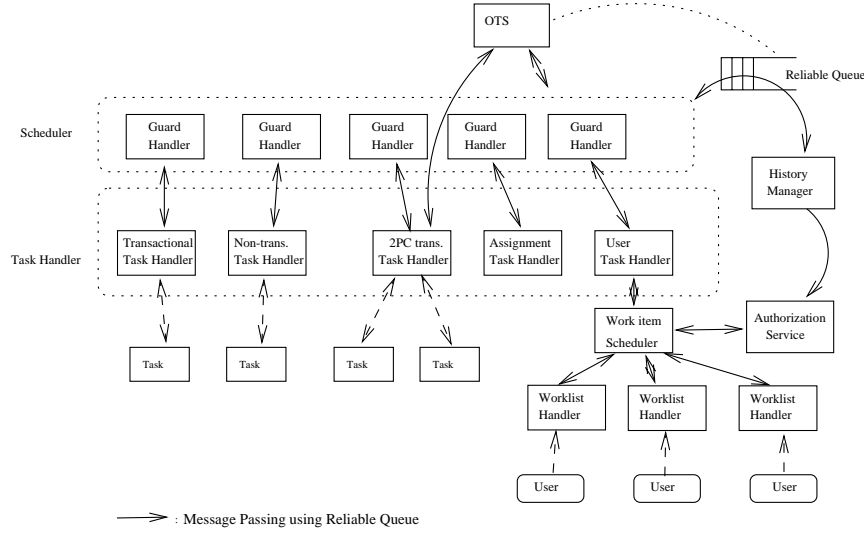 OTS
Reliable Queue
Scheduler
Guard
Handler
Guard
Handler
Guard
Handler
Guard
Handler
Guard
Handler
History
Manager
Task Handler
Transactional
Task Handler
Non-trans.
Task Handler
2PC trans.
Task Handler
Assignment
Task Handler
User
Task Handler
Work item
Scheduler
Authorization
Service
Task
Task
Task
Task
Worklist
Handler
Worklist
Handler
Worklist
Handler
User
User
User
: Message Passing using Reliable Queue